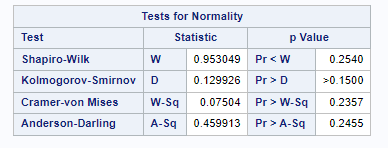 Tests for Normality
Test Statistic p Value
Shapiro-Wilk W 0.953049 Pr < W 0.2540
Kolmogorov-Smirnov D 0.129926 Pr > D >0.1500
Cramer-von Mises W-Sq 0.07504 Pr > W-Sq 0.2357
Anderson-Darling A-Sq 0.459913 Pr > A-Sq 0.2455